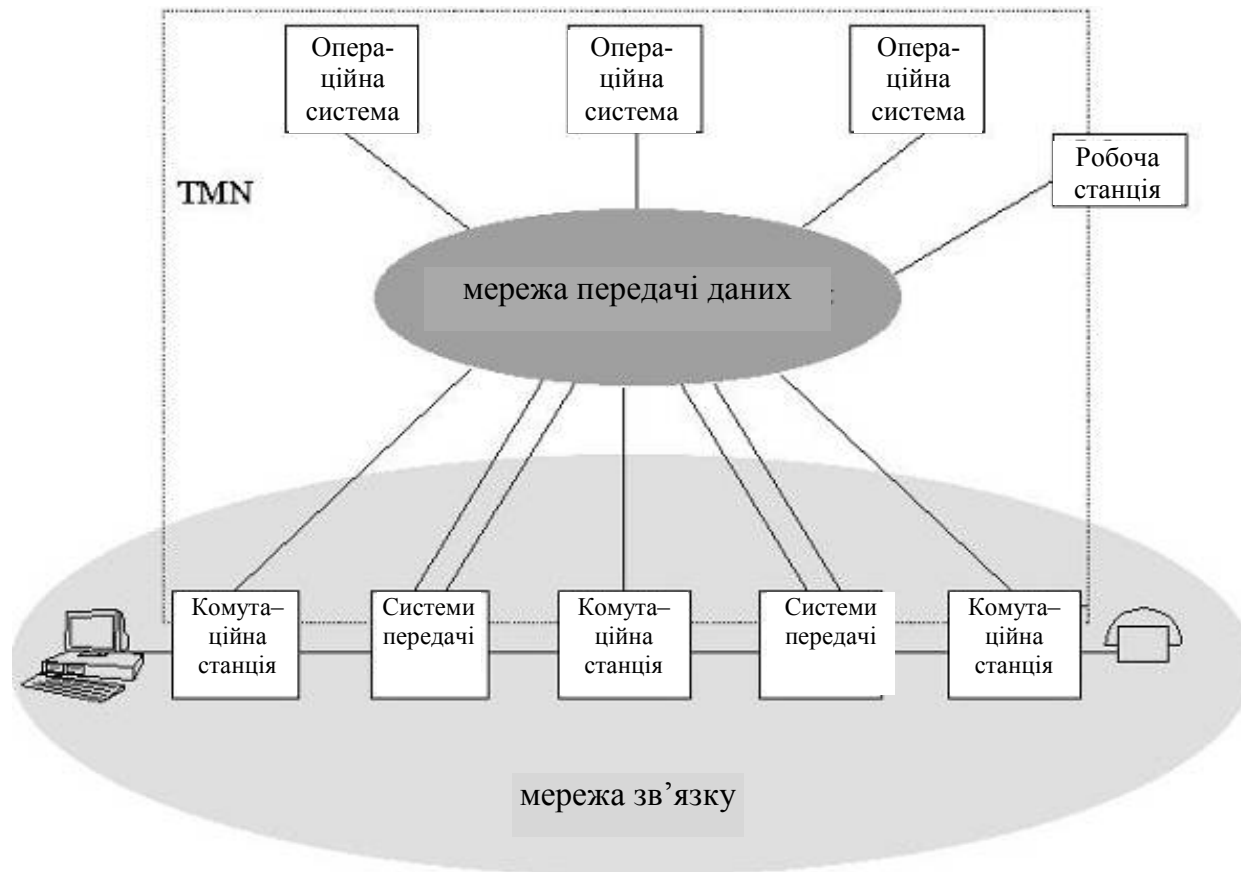 Опера-
ційна
система
Опера-
ційна
система
Опера-
ційна
система
Робоча
станція
TMN
мережа передачі даних
Комута–
ційна
станція
Системи
передачі
Комута–
ційна
станція
Системи
передачі
Комута–
ційна
станція
мережа зв’язку